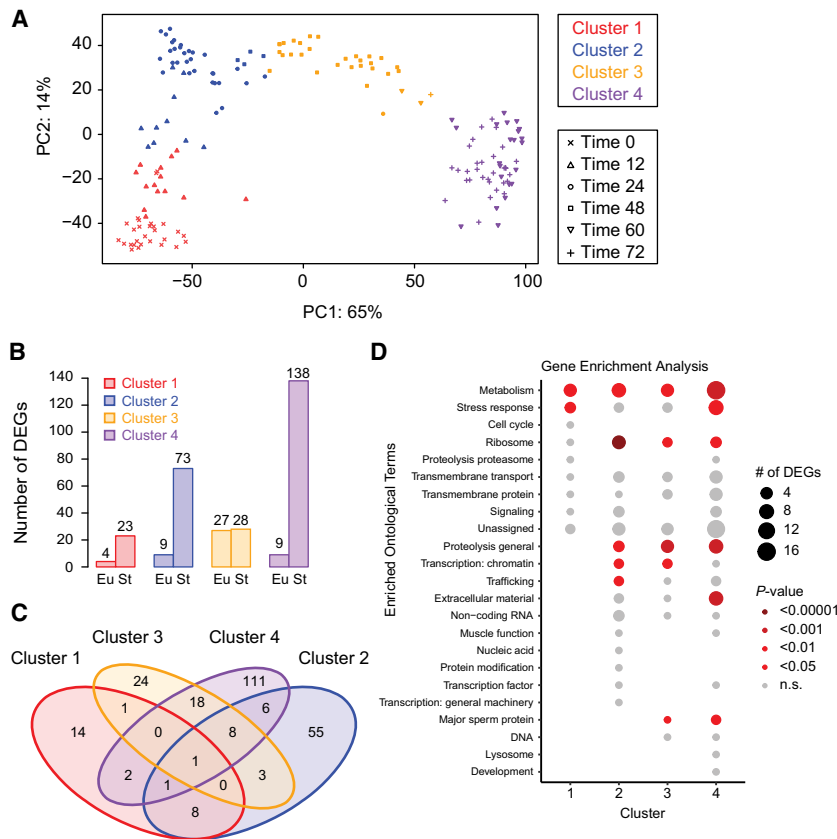 A
PC2: 14%
40
20
0
−20
−40
−50
0
50
100
PC1: 65%
Cluster 1
Cluster 2
Cluster 3
Cluster 4
Time 0
Time 12
Time 24
Time 48
Time 60
Time 72
B
Number of DEGs
140
120
100
80
60
40
20
0
Cluster 1
Cluster 2
Cluster 3
Cluster 4
4
23
9
73
27
28
9
138
Eu St
Eu St
Eu St
Eu St
C
Cluster 3
Cluster 4
Cluster 1
Cluster 2
24
111
1
18
6
14
0
8
55
1
2
1
0
3
8
D
Gene Enrichment Analysis
Enriched Ontological Terms
Metabolism
Stress response
Cell cycle
Ribosome
Proteolysis proteasome
Transmembrane transport
Transmembrane protein
Signaling
Unassigned
Proteolysis general
Transcription: chromatin
Trafficking
Extracellular material
Non-coding RNA
Muscle function
Nucleic acid
Protein modification
Transcription factor
Transcription: general machinery
Major sperm protein
DNA
Lysosome
Development
1
2
3
4
Cluster
# of DEGs
4
8
12
16
P-value
<0.00001
<0.001
<0.01
<0.05
n.s.